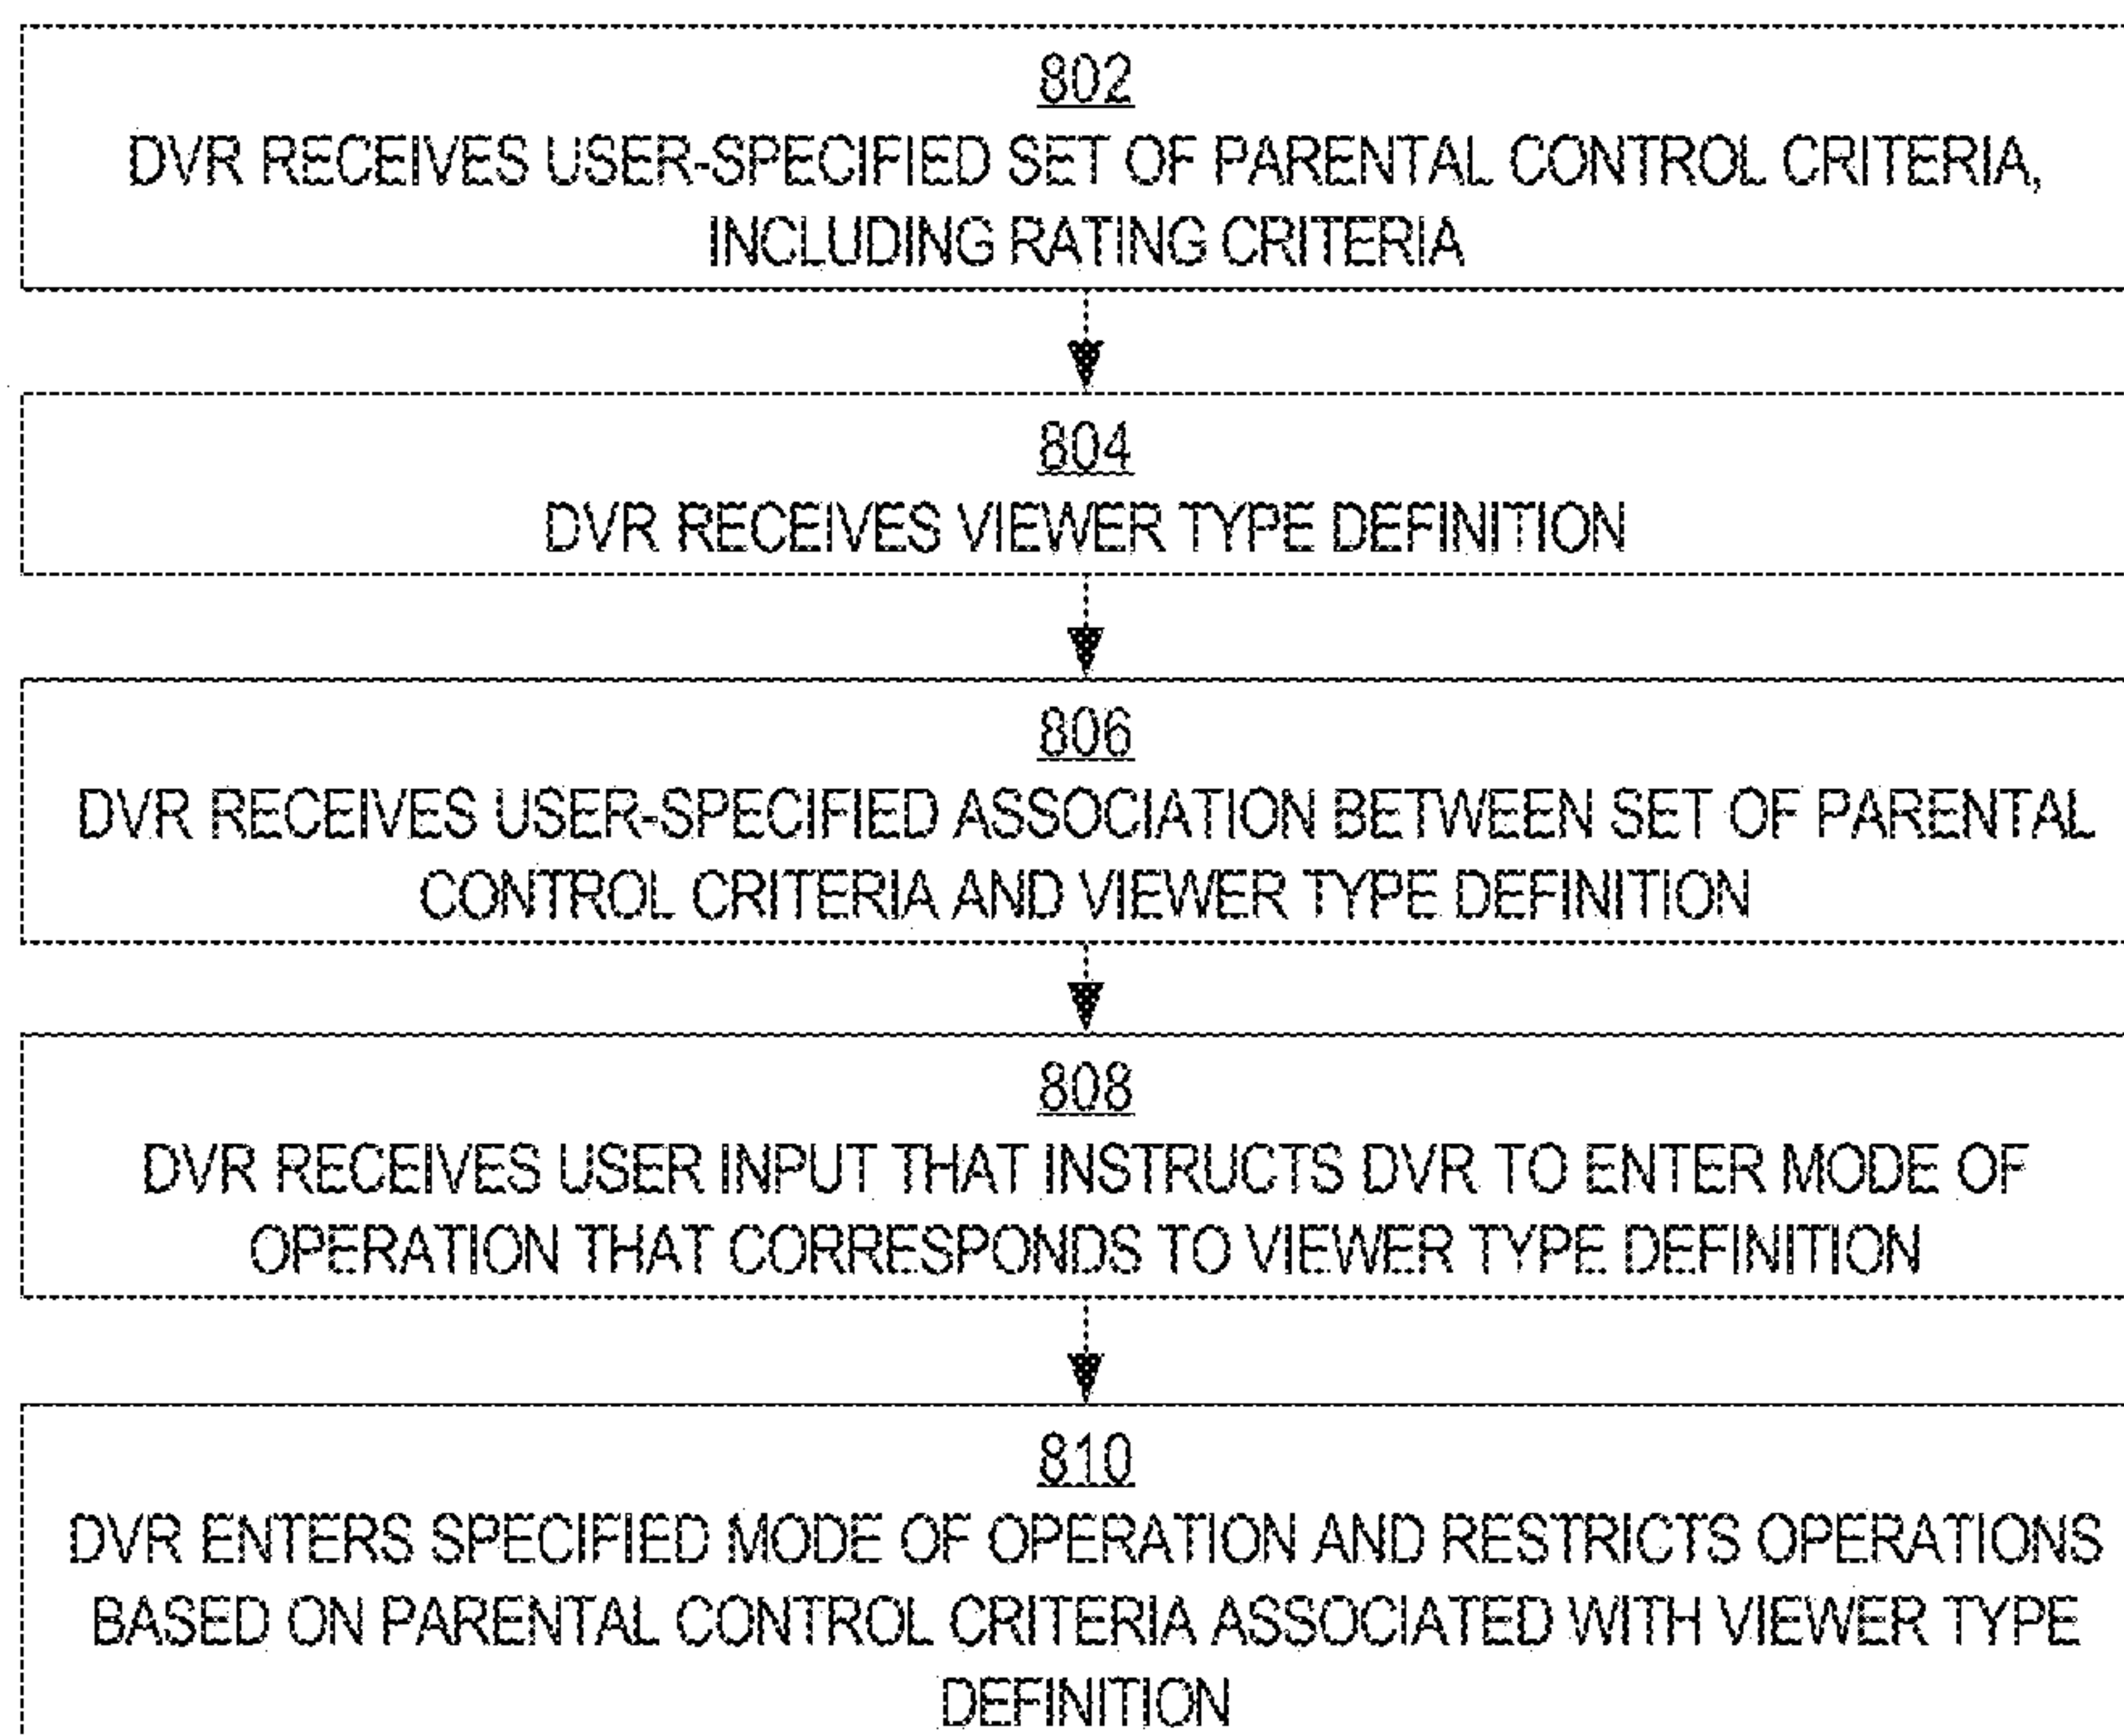 802
DVR RECEIVES USER-SPECIFIED SET OF PARENTAL CONTROL CRITERIA,
INCLUDING RATING CRITERIA
804
DVR RECEIVES VIEWER TYPE DEFINITION
806
DVR RECEIVES USER-SPECIFIED ASSOCIATION BETWEEN SET OF PARENTAL
CONTROL CRITERIA AND VIEWER TYPE DEFINITION
808
DVR RECEIVES USER INPUT THAT INSTRUCTS DVR TO ENTER MODE OF
OPERATION THAT CORRESPONDS TO VIEWER TYPE DEFINITION
810
DVR ENTERS SPECIFIED MODE OF OPERATION AND RESTRICTS OPERATIONS
BASED ON PARENTAL CONTROL CRITERIA ASSOCIATED WITH VIEWER TYPE
DEFINITION